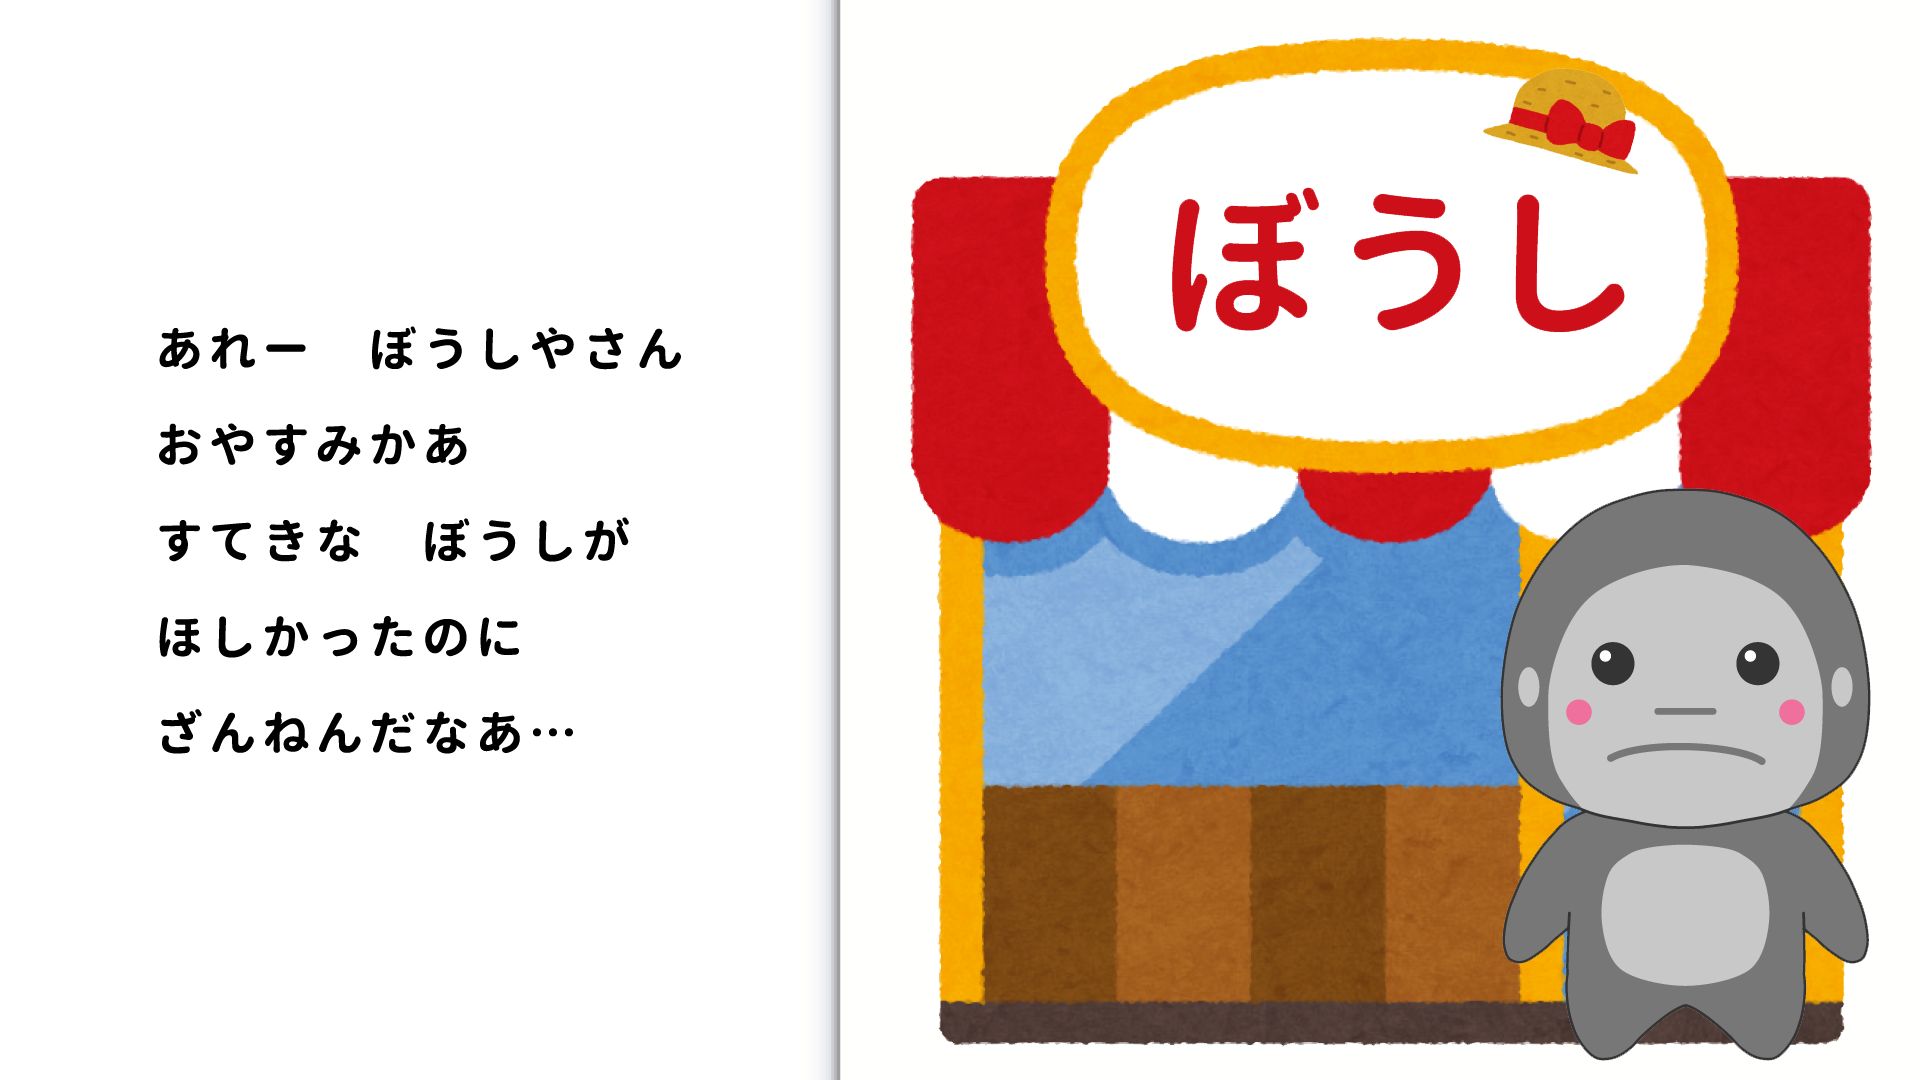 あれー　ぼうしやさん
おやすみかあ
すてきな　ぼうしが
ほしかったのに
ざんねんだなあ…
ぼうし